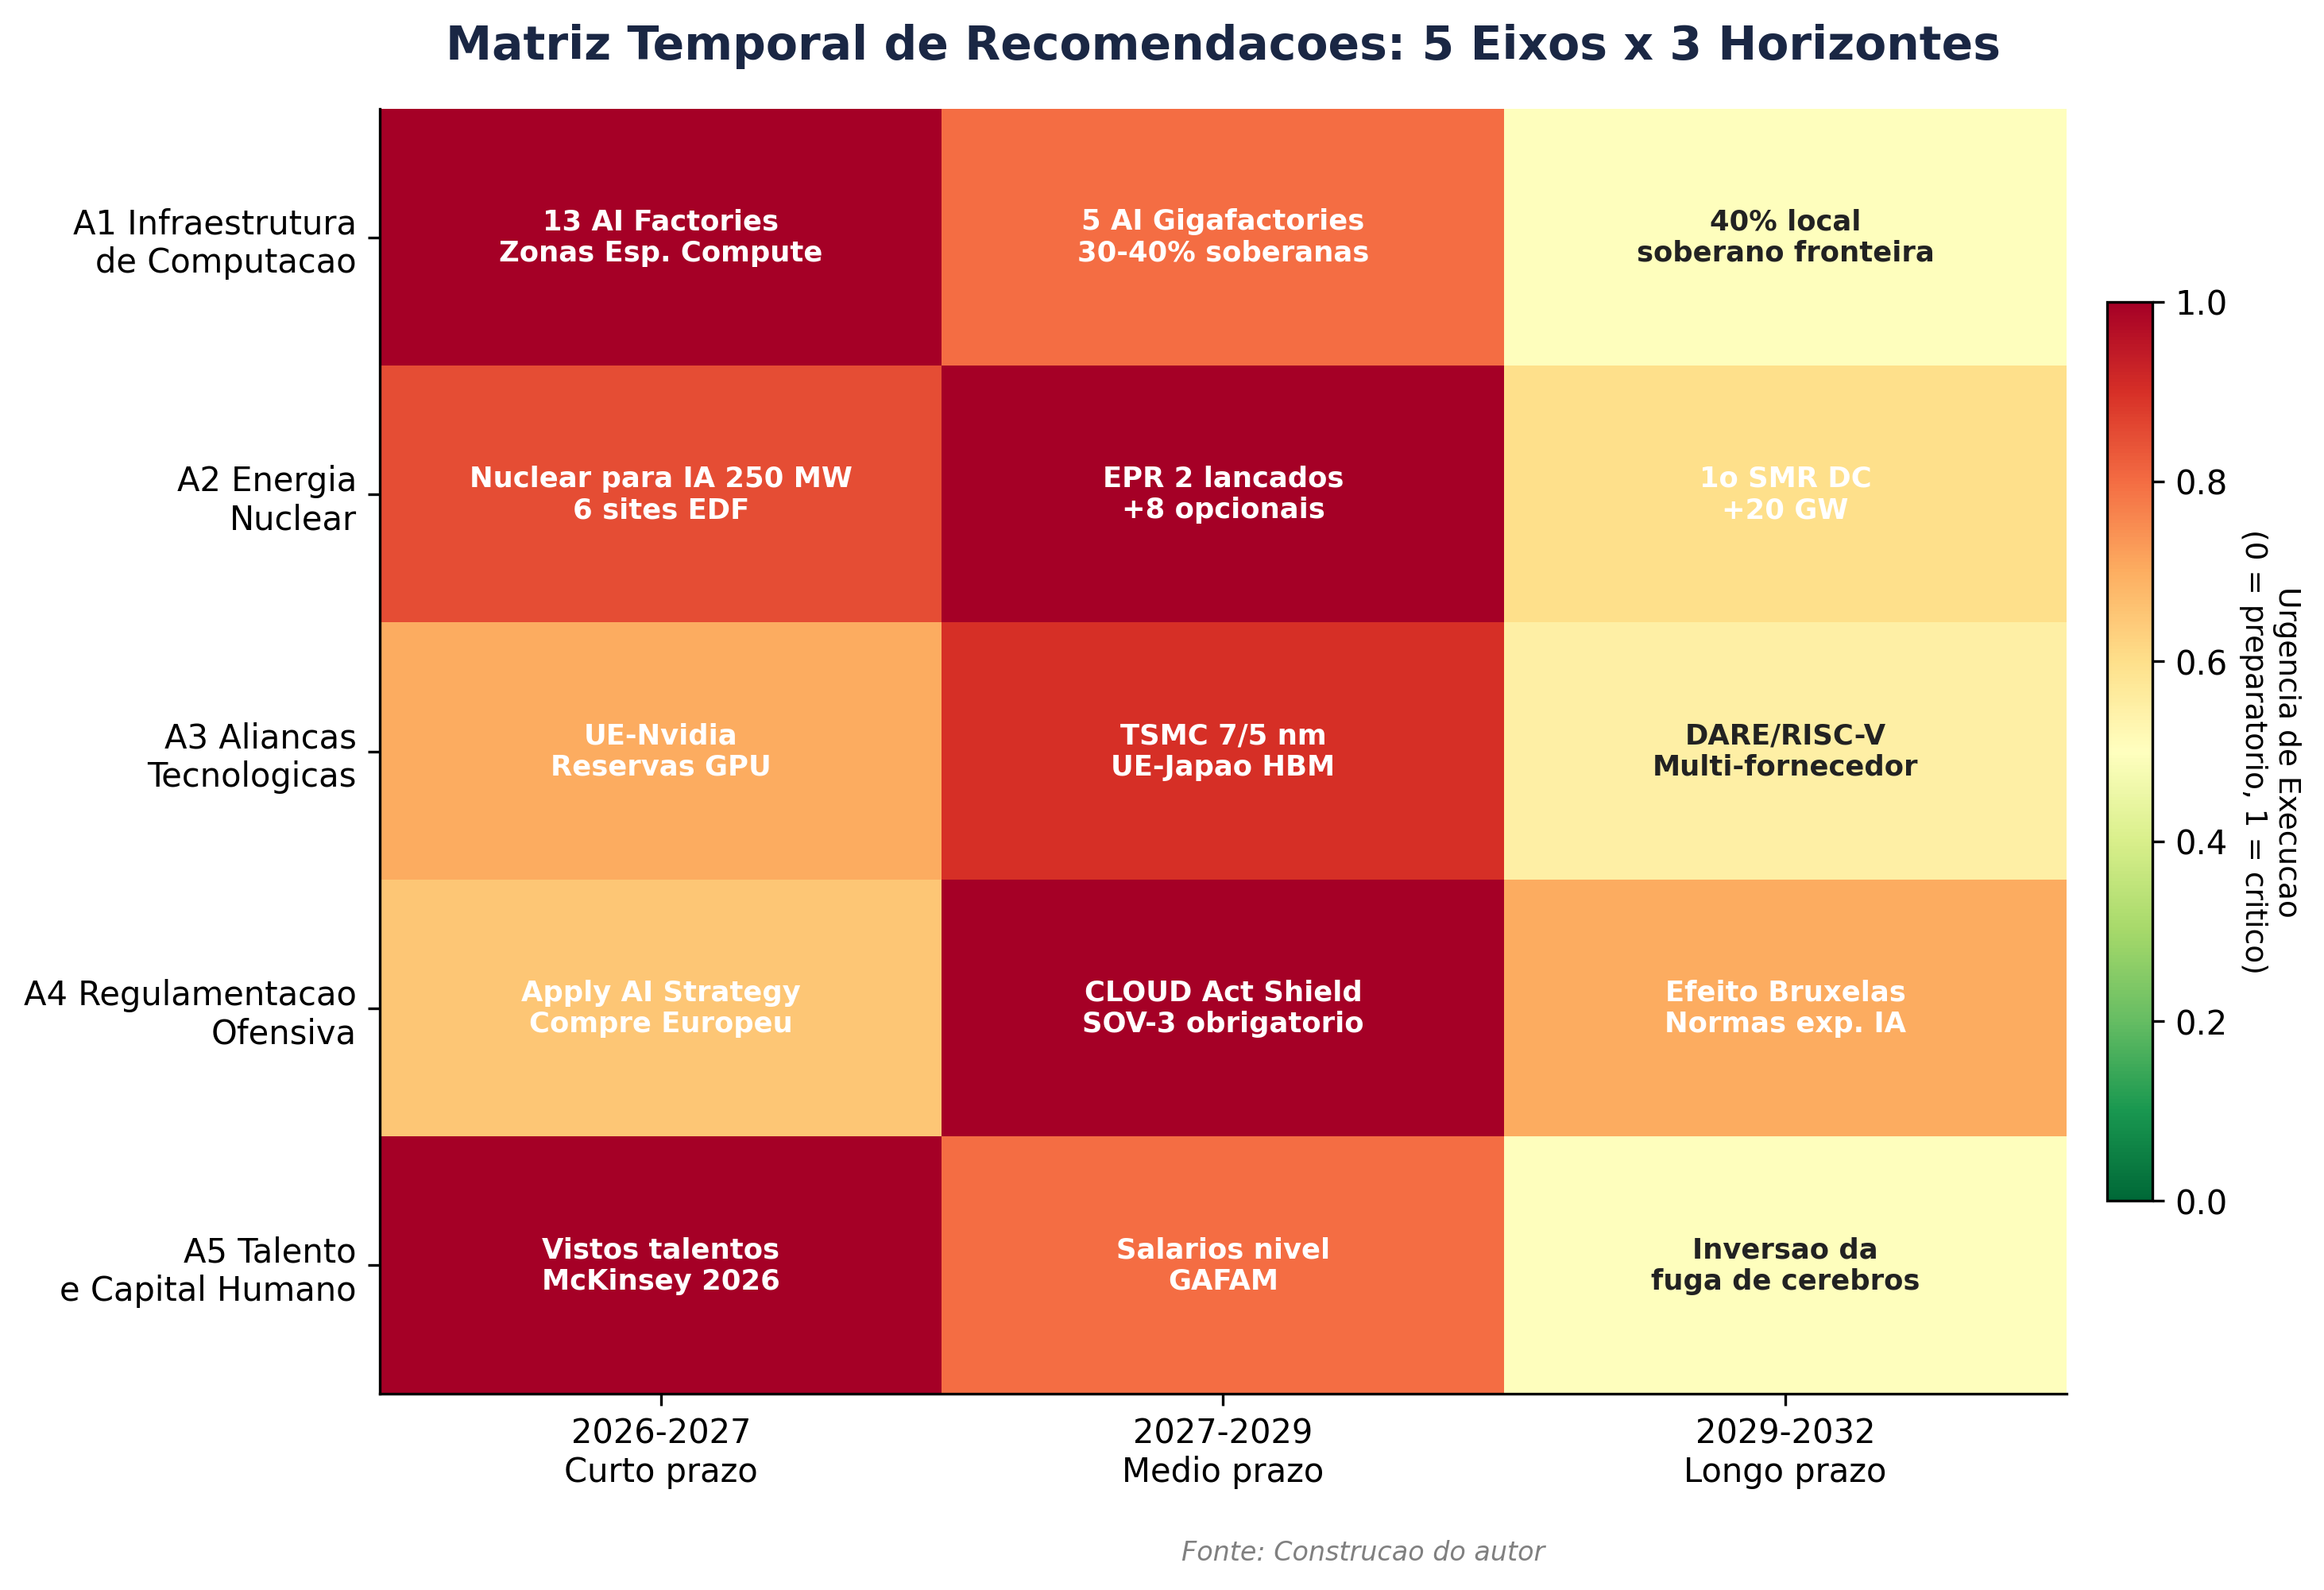 Matriz Temporal de Recomendacoes: 5 Eixos x 3 Horizontes
A1 Infraestrutura
de Computacao
13 AI Factories
Zonas Esp. Compute
5 AI Gigafactories
30-40% soberanas
40% local
soberano fronteira
A2 Energia
Nuclear
Nuclear para IA 250 MW
6 sites EDF
EPR 2 lancados
+8 opcionais
1o SMR DC
+20 GW
A3 Aliancas
Tecnologicas
UE-Nvidia
Reservas GPU
TSMC 7/5 nm
UE-Japao HBM
DARE/RISC-V
Multi-fornecedor
A4 Regulamentacao
Ofensiva
Apply AI Strategy
Compre Europeu
CLOUD Act Shield
SOV-3 obrigatorio
Efeito Bruxelas
Normas exp. IA
A5 Talento
e Capital Humano
Vistos talentos
McKinsey 2026
Salarios nivel
GAFAM
Inversao da
fuga de cerebros
2026-2027
Curto prazo
2027-2029
Medio prazo
2029-2032
Longo prazo
1.0
0.8
0.6
0.4
0.2
0.0
Urgencia de Execucao
(0 = preparatorio, 1 = critico)
Fonte: Construcao do autor